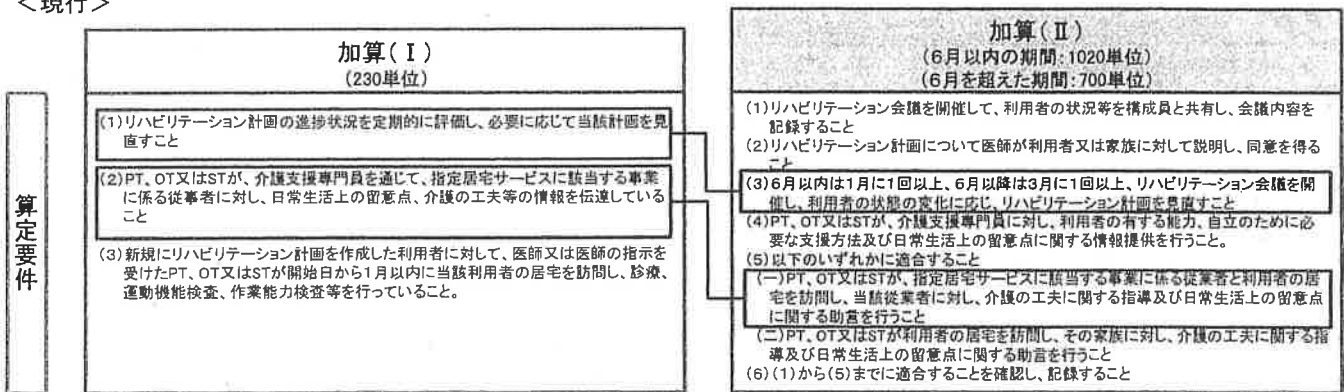 <現行>
加算(Ⅰ)
(230単位)
加算(Ⅱ)
(6月以内の期間:1020単位)
(6月を超えた期間:700単位)
算定要件
(1)リハビリテーション計画の進捗状況を定期的に評価し、必要に応じて当該計画を見
直すこと
(2)PT、OT又はSTが、介護支援専門員を通じて、指定居宅サービスに該当する事業
に係る従事者に対し、日常生活上の留意点、介護の工夫等の情報を伝達している
こと
(3)新規にリハビリテーション計画を作成した利用者に対して、医師又は医師の指示を
受けたPT、OT又はSTが開始日から1月以内に当該利用者の居宅を訪問し、診療、
運動機能検査、作業能力検査等を行っていること。
(1)リハビリテーション会議を開催して、利用者の状況等を構成員と共有し、会議内容を
記録すること
(2)リハビリテーション計画について医師が利用者又は家族に対して説明し、同意を得る
こと
(3)6月以内は1月に1回以上、6月以降は3月に1回以上、リハビリテーション会議を開
催し、利用者の状態の変化に応じ、リハビリテーション計画を見直すこと
(4)PT、OT又はSTが、介護支援専門員に対し、利用者の有する能力、自立のために必
要な支援方法及び日常生活上の留意点に関する情報提供を行うこと。
(5)以下のいずれかに適合すること
(一)PT、OT又はSTが、指定居宅サービスに該当する事業に係る従業者と利用者の居
宅を訪問し、当該従業者に対し、介護の工夫に関する指導及び日常生活上の留意点
に関する助言を行うこと
(二)PT、OT又はSTが利用者の居宅を訪問し、その家族に対し、介護の工夫に関する指
導及び日常生活上の留意点に関する助言を行うこと
(6)(1)から(5)までに適合することを確認し、記録すること